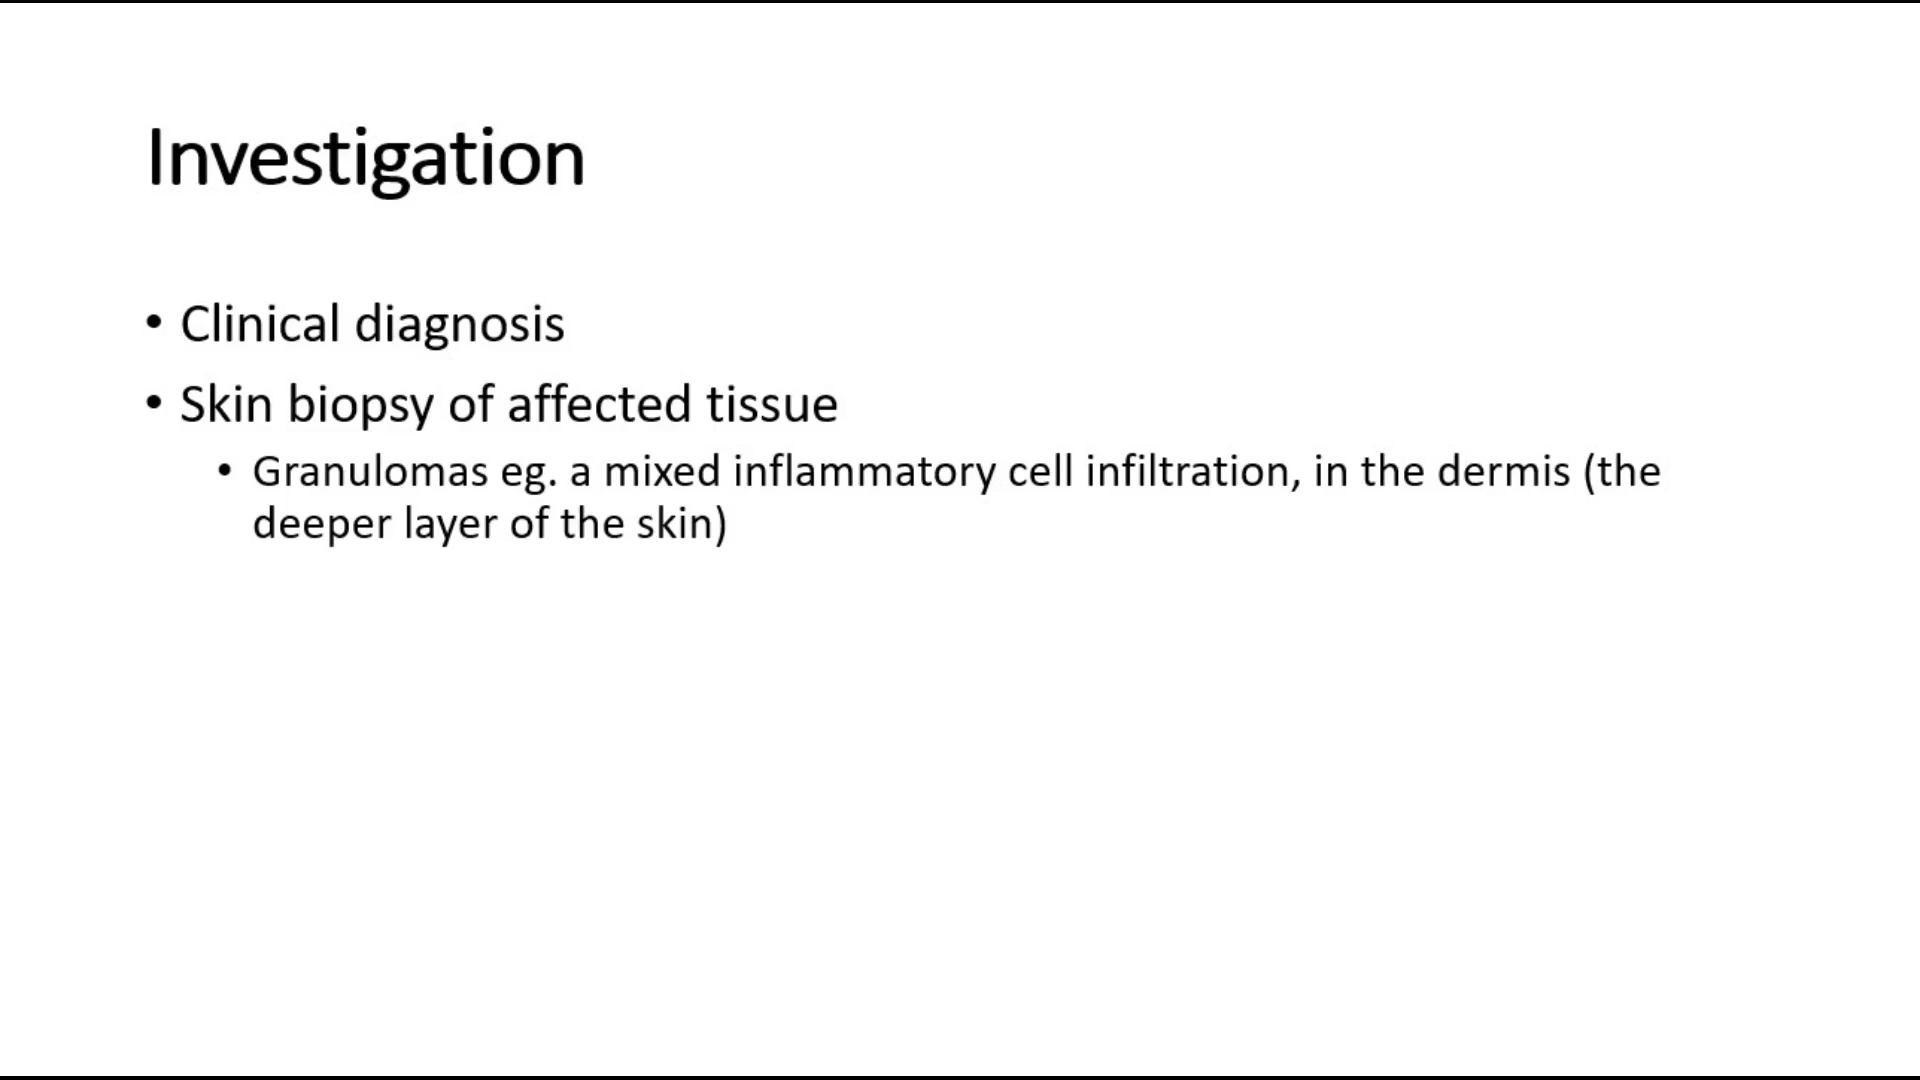 Investigation
• Clinical diagnosis
• Skin biopsy of affected tissue
• Granulomas eg. a mixed inflammatory cell infiltration, in the dermis (the
deeper layer of the skin)